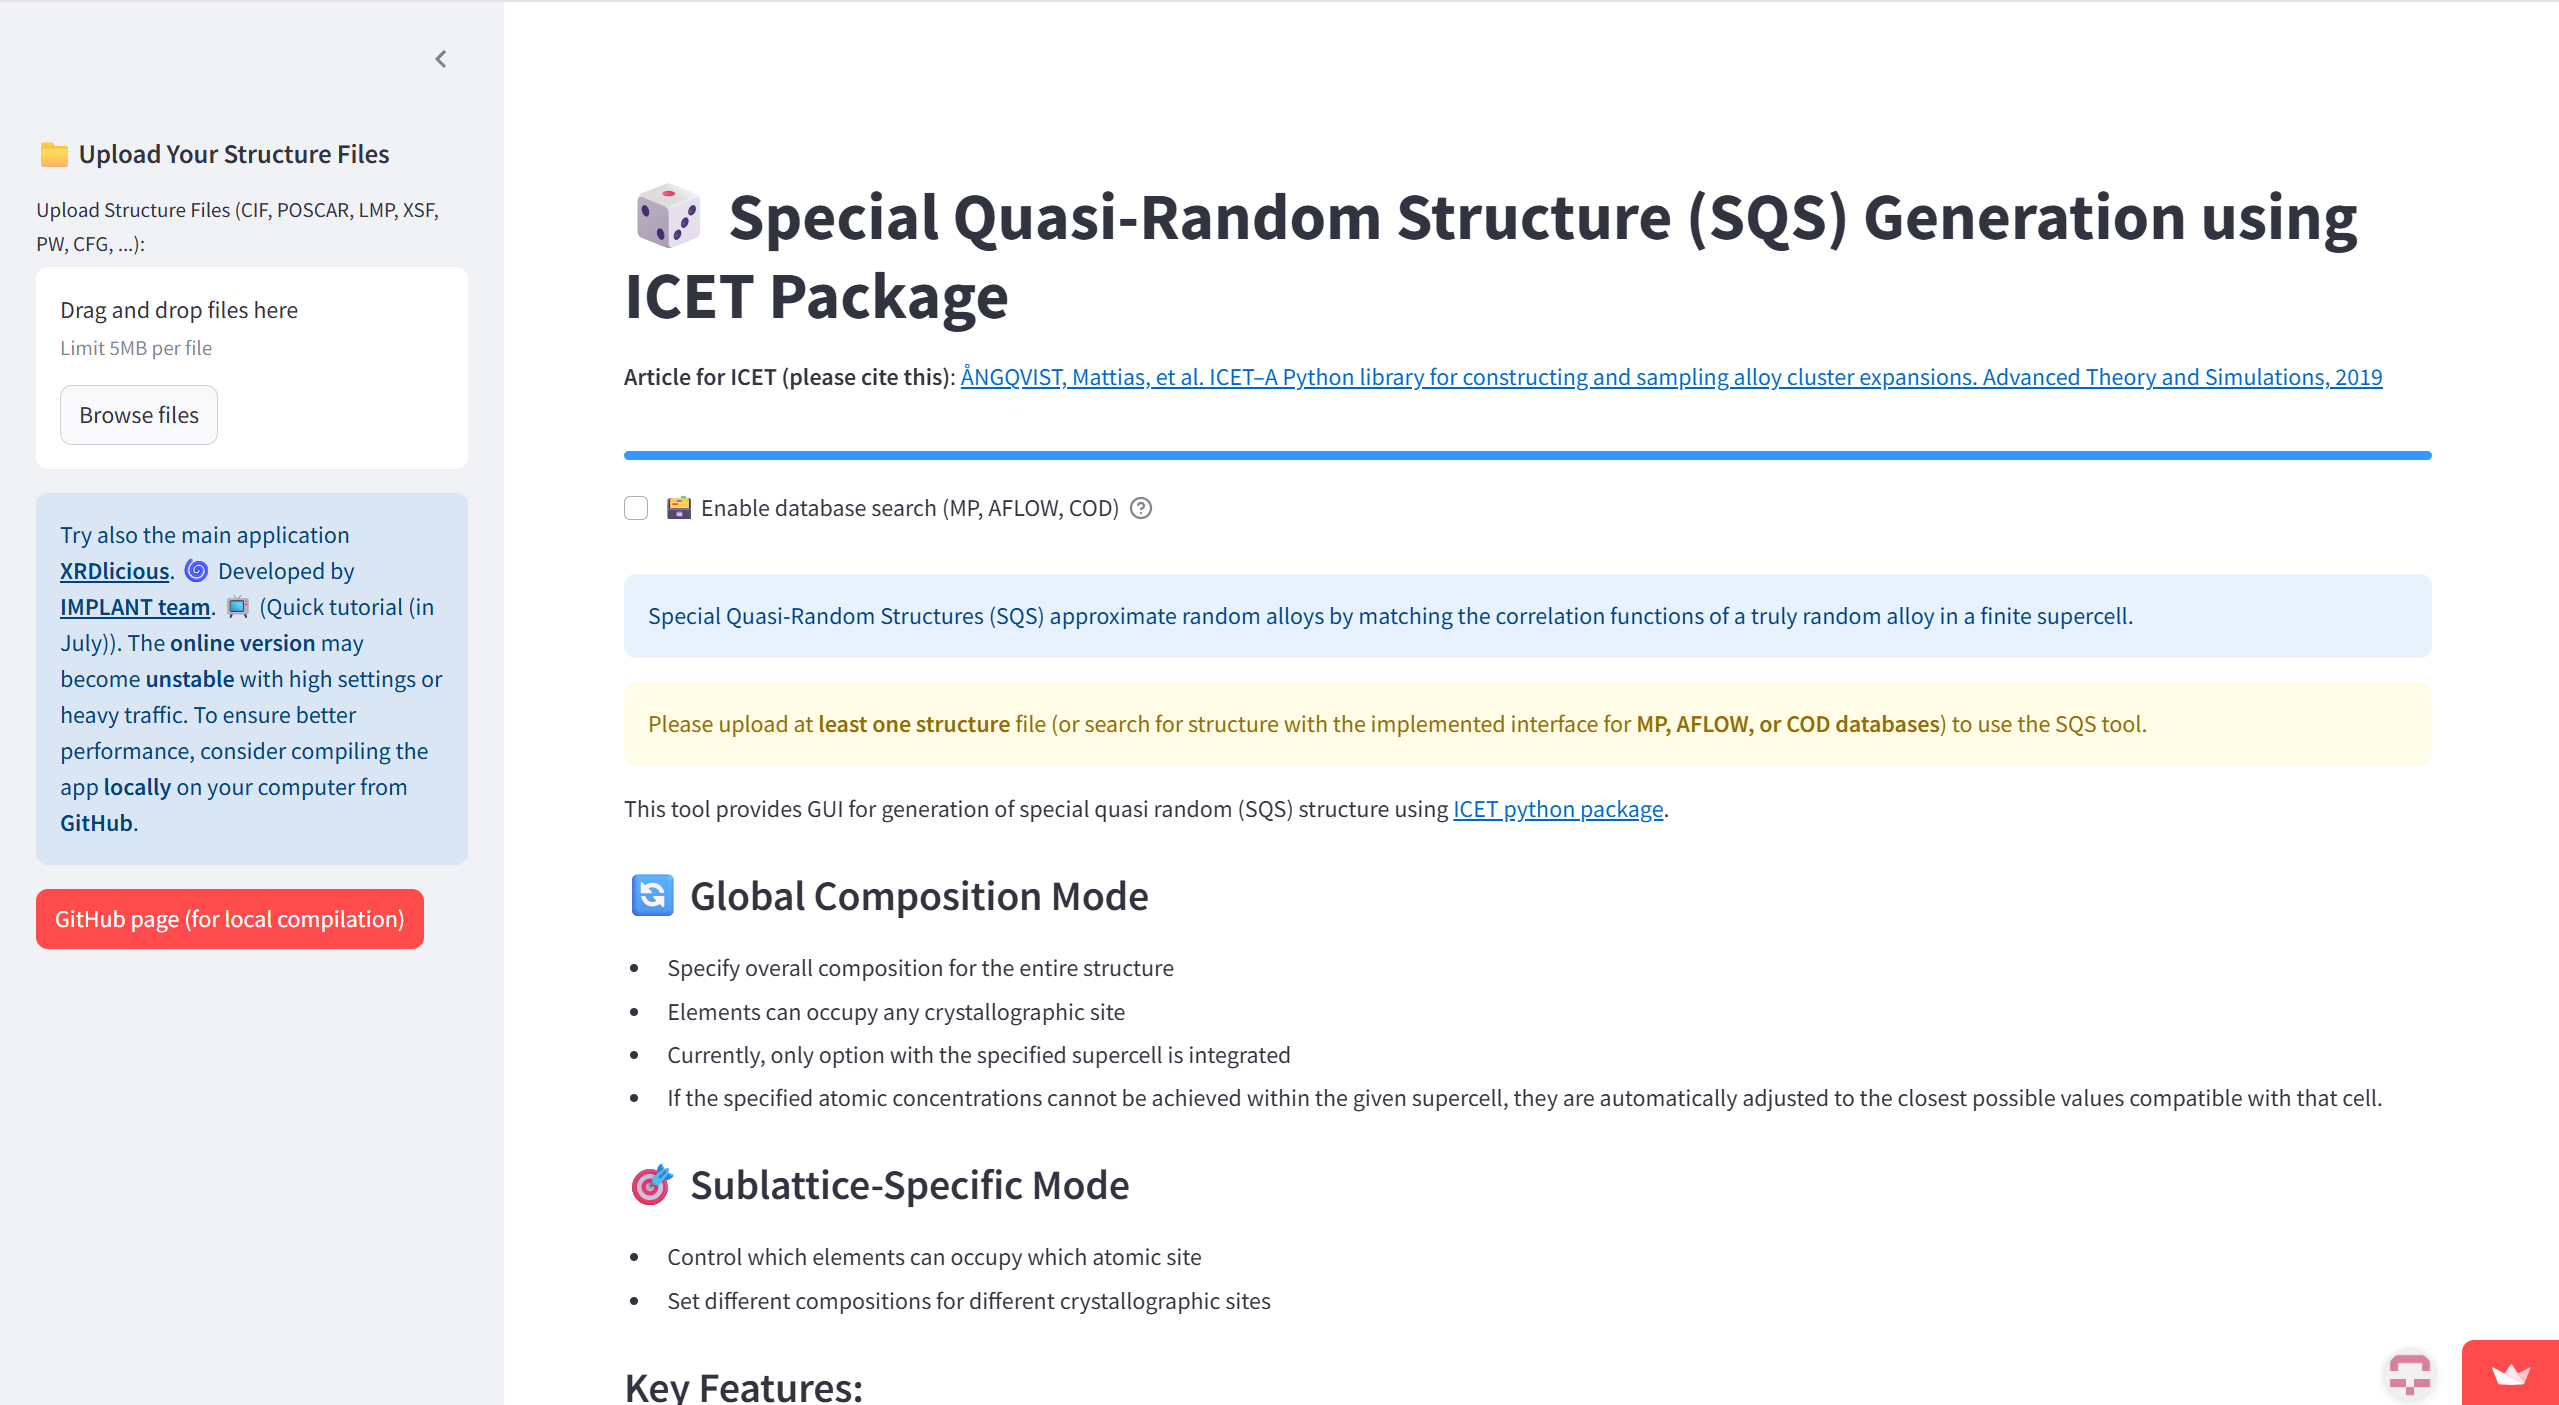 Upload Your Structure Files
Upload Structure Files (CIF, POSCAR, LMP, XSF,
PW, CFG, ...):
Drag and drop files here
Limit 5MB per file
Browse files
Try also the main application
XRDlicious. Developed by
IMPLANT team. (Quick tutorial (in
July)). The online version may
become unstable with high settings or
heavy traffic. To ensure better
performance, consider compiling the
app locally on your computer from
GitHub.
GitHub page (for local compilation)
Special Quasi-Random Structure (SQS) Generation using
ICET Package
Article for ICET (please cite this): ÅNGQVIST, Mattias, et al. ICET–A Python library for constructing and sampling alloy cluster expansions. Advanced Theory and Simulations, 2019
Enable database search (MP, AFLOW, COD)
Special Quasi-Random Structures (SQS) approximate random alloys by matching the correlation functions of a truly random alloy in a finite supercell.
Please upload at least one structure file (or search for structure with the implemented interface for MP, AFLOW, or COD databases) to use the SQS tool.
This tool provides GUI for generation of special quasi random (SQS) structure using ICET python package.
Global Composition Mode
• Specify overall composition for the entire structure
• Elements can occupy any crystallographic site
• Currently, only option with the specified supercell is integrated
• If the specified atomic concentrations cannot be achieved within the given supercell, they are automatically adjusted to the closest possible values compatible with that cell.
Sublattice-Specific Mode
• Control which elements can occupy which atomic site
• Set different compositions for different crystallographic sites
Key Features: